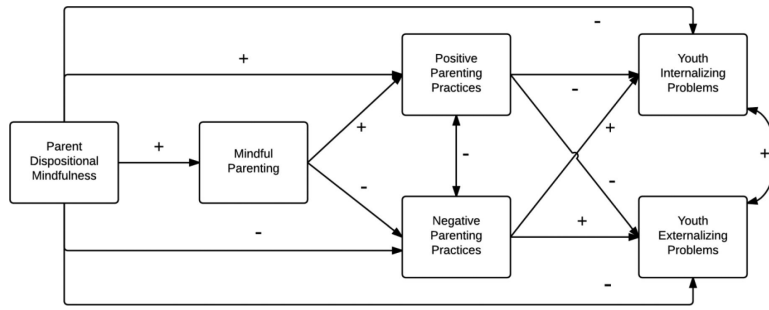 -
+
Positive
Parenting
Practices
-
Youth
Internalizing
Problems
+
+
Parent
Dispositional
Mindfulness
+
Mindful
Parenting
-
+
-
-
Negative
Parenting
Practices
+
Youth
Externalizing
Problems
-
-